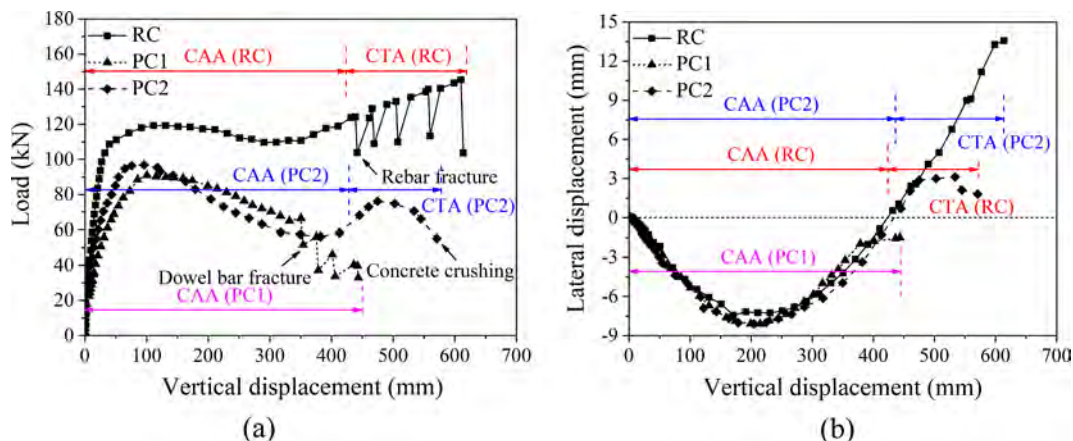 180
160
140
120
100
80
60
40
20
0
Load (kN)
RC
PC1
PC2
CAA (RC)
CTA (RC)
CAA (PC2)
Rebar fracture
CTA (PC2)
Dowel bar fracture
Concrete crushing
CAA (PC1)
0 100 200 300 400 500 600 700
Vertical displacement (mm)
(a)
15
12
9
6
3
0
-3
-6
-9
Lateral displacement (mm)
RC
PC1
PC2
CAA (PC2)
CTA (PC2)
CAA (RC)
CTA (RC)
CAA (PC1)
0 100 200 300 400 500 600 700
Vertical displacement (mm)
(b)